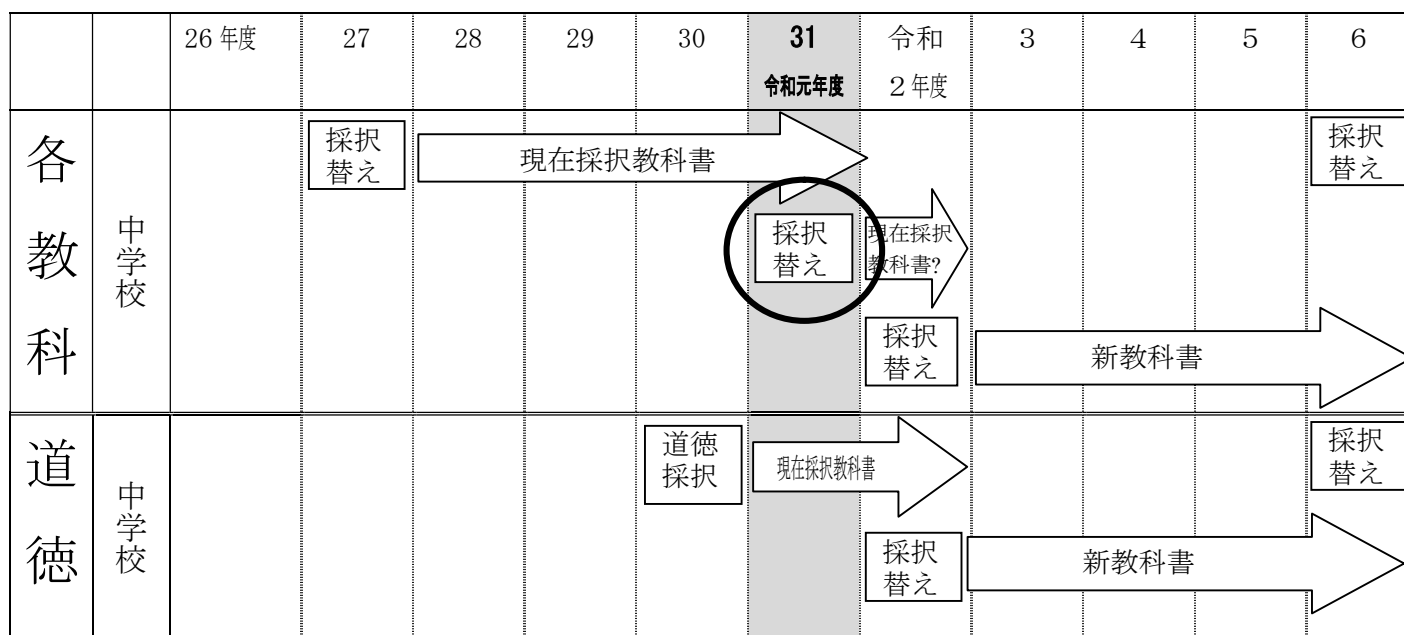 26年度 27 28 29 30 31 令和 3 4 5 6
令和元年度 2年度
各教科
中学校
採択
替え
現在採択教科書
採択
替え
採択
替え
現在採択
教科書?
採択
替え
新教科書
道徳
中学校
道徳
採択
現在採択教科書
採択
替え
採択
替え
新教科書